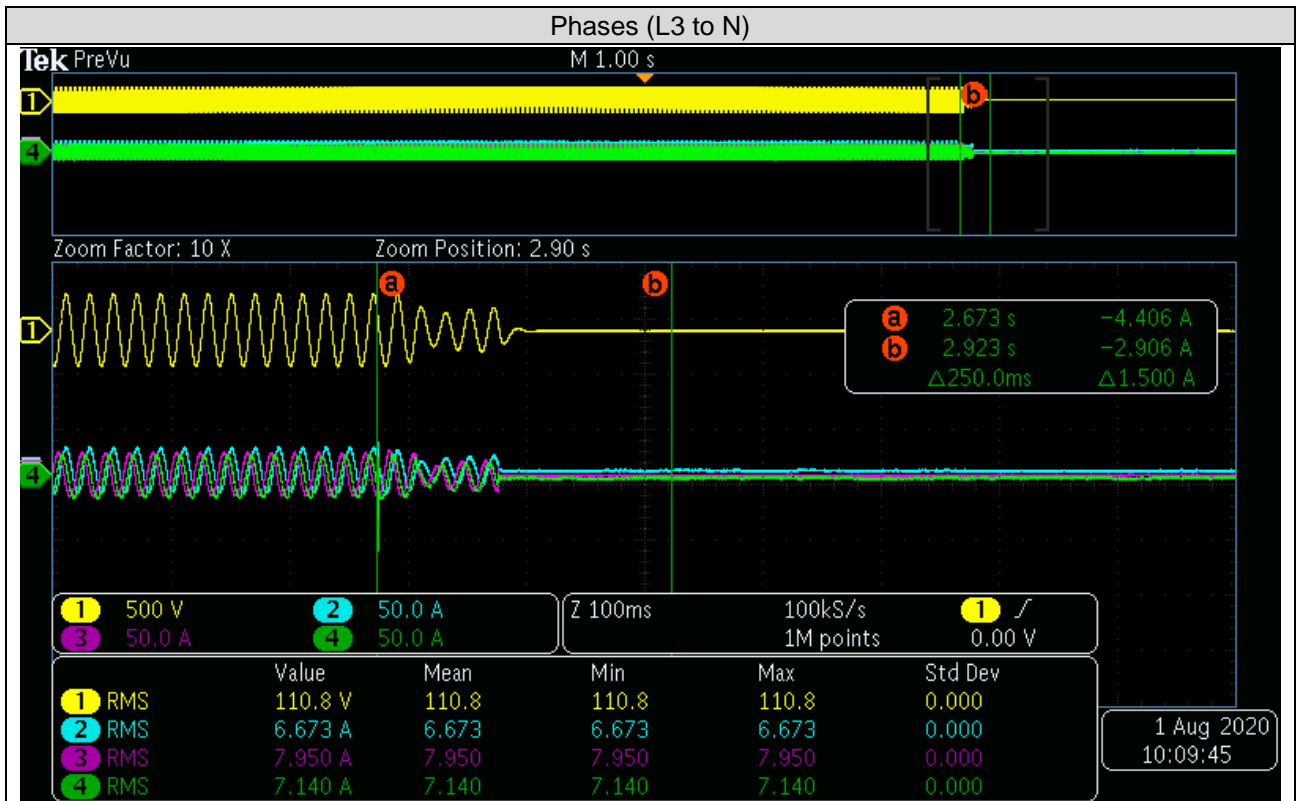 Phases (L3 to N)
Tek PreVu M 1.00 s
1
b
4
Zoom Factor: 10 X Zoom Position: 2.90 s
a b
1
a 2.673 s −4.406 A
b 2.923 s −2.906 A
△250.0ms △1.500 A
4
1 500 V 2 50.0 A Z 100ms 100kS/s 1 ∫
3 50.0 A 4 50.0 A 1M points 0.00 V
Value Mean Min Max Std Dev
1 RMS 110.8 V 110.8 110.8 110.8 0.000
2 RMS 6.673 A 6.673 6.673 6.673 0.000
3 RMS 7.950 A 7.950 7.950 7.950 0.000
4 RMS 7.140 A 7.140 7.140 7.140 0.000
1 Aug 2020
10:09:45